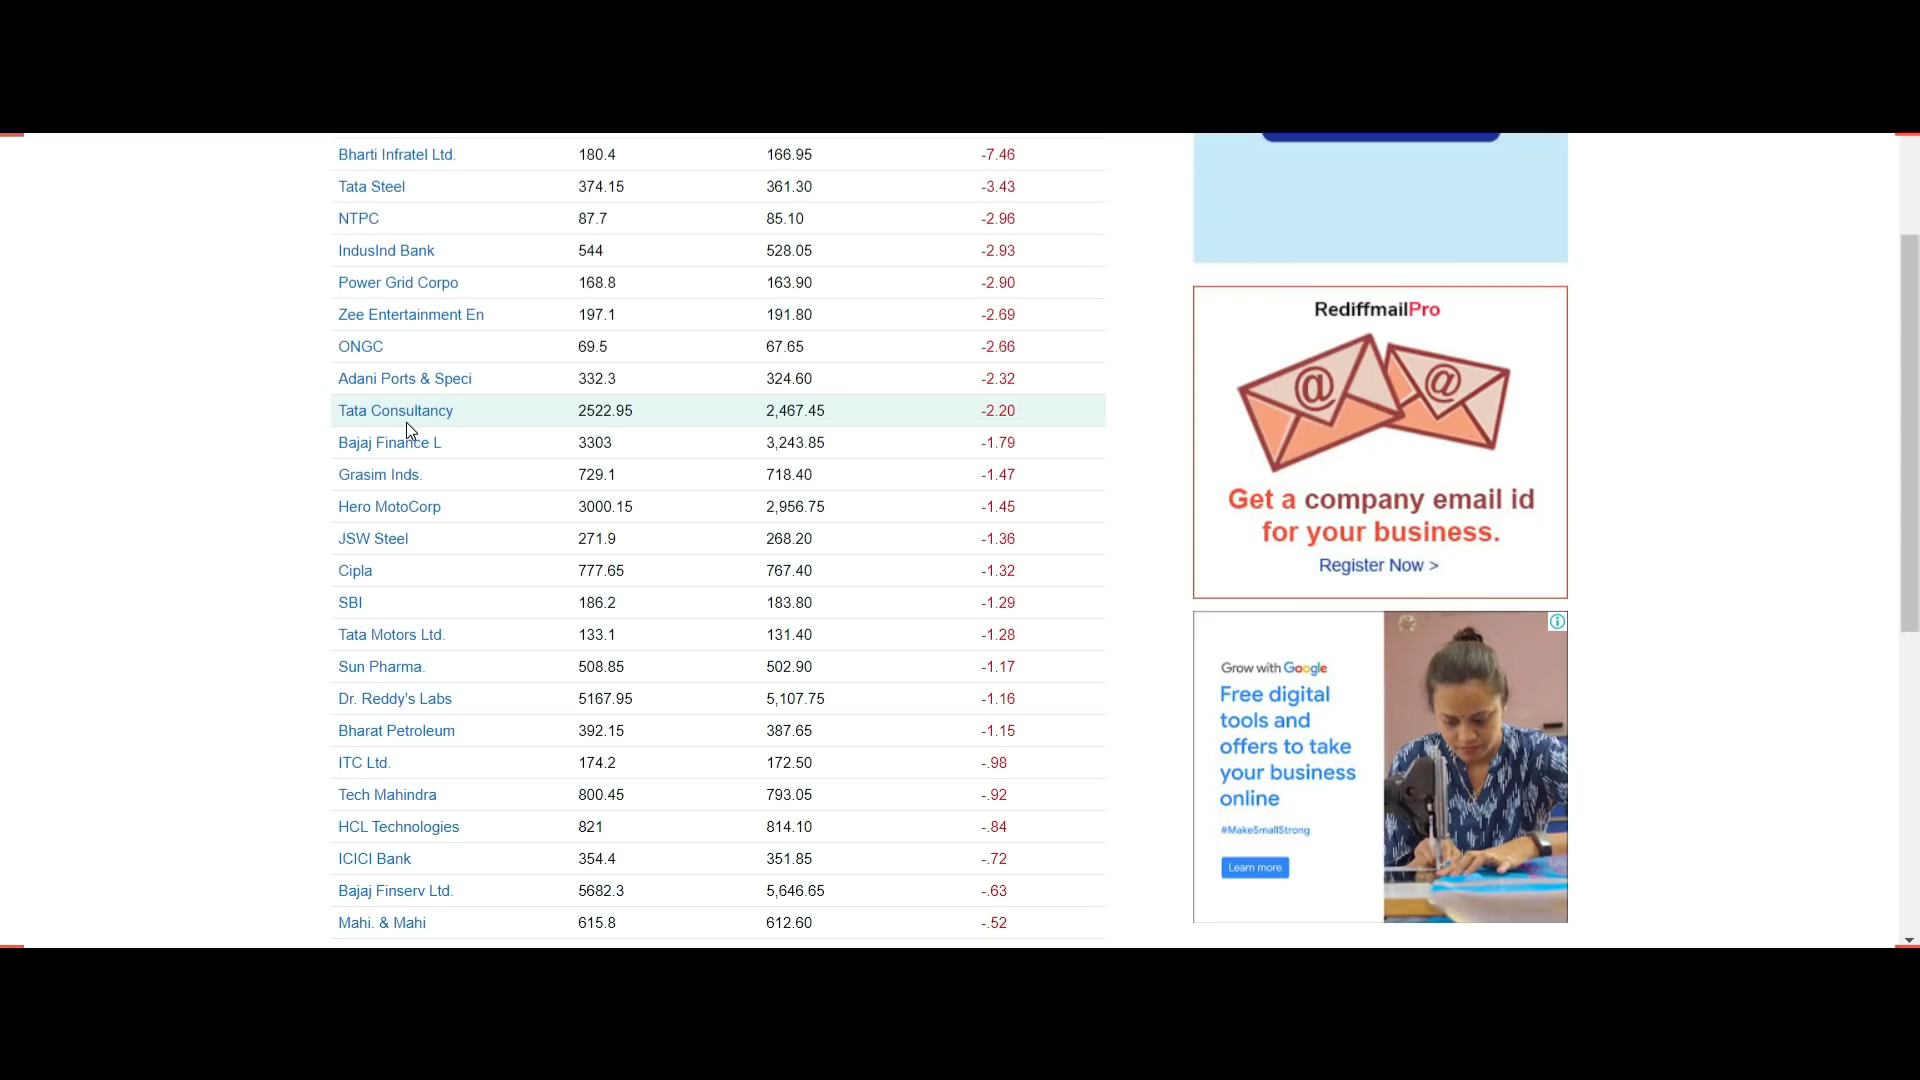 Bharti Infratel Ltd. 180.4 166.95 -7.46
Tata Steel 374.15 361.30 -3.43
NTPC 87.7 85.10 -2.96
IndusInd Bank 544 528.05 -2.93
Power Grid Corpo 168.8 163.90 -2.90
Zee Entertainment En 197.1 191.80 -2.69
ONGC 69.5 67.65 -2.66
Adani Ports & Speci 332.3 324.60 -2.32
Tata Consultancy 2522.95 2,467.45 -2.20
Bajaj Finance L 3303 3,243.85 -1.79
Grasim Inds. 729.1 718.40 -1.47
Hero MotoCorp 3000.15 2,956.75 -1.45
JSW Steel 271.9 268.20 -1.36
Cipla 777.65 767.40 -1.32
SBI 186.2 183.80 -1.29
Tata Motors Ltd. 133.1 131.40 -1.28
Sun Pharma. 508.85 502.90 -1.17
Dr. Reddy's Labs 5167.95 5,107.75 -1.16
Bharat Petroleum 392.15 387.65 -1.15
ITC Ltd. 174.2 172.50 -.98
Tech Mahindra 800.45 793.05 -.92
HCL Technologies 821 814.10 -.84
ICICI Bank 354.4 351.85 -.72
Bajaj Finserv Ltd. 5682.3 5,646.65 -.63
Mahi. & Mahi 615.8 612.60 -.52
RediffmailPro
@ @
Get a company email id
for your business.
Register Now >
Grow with Google
Free digital
tools and
offers to take
your business
online
#MakeSmallStrong
Learn more